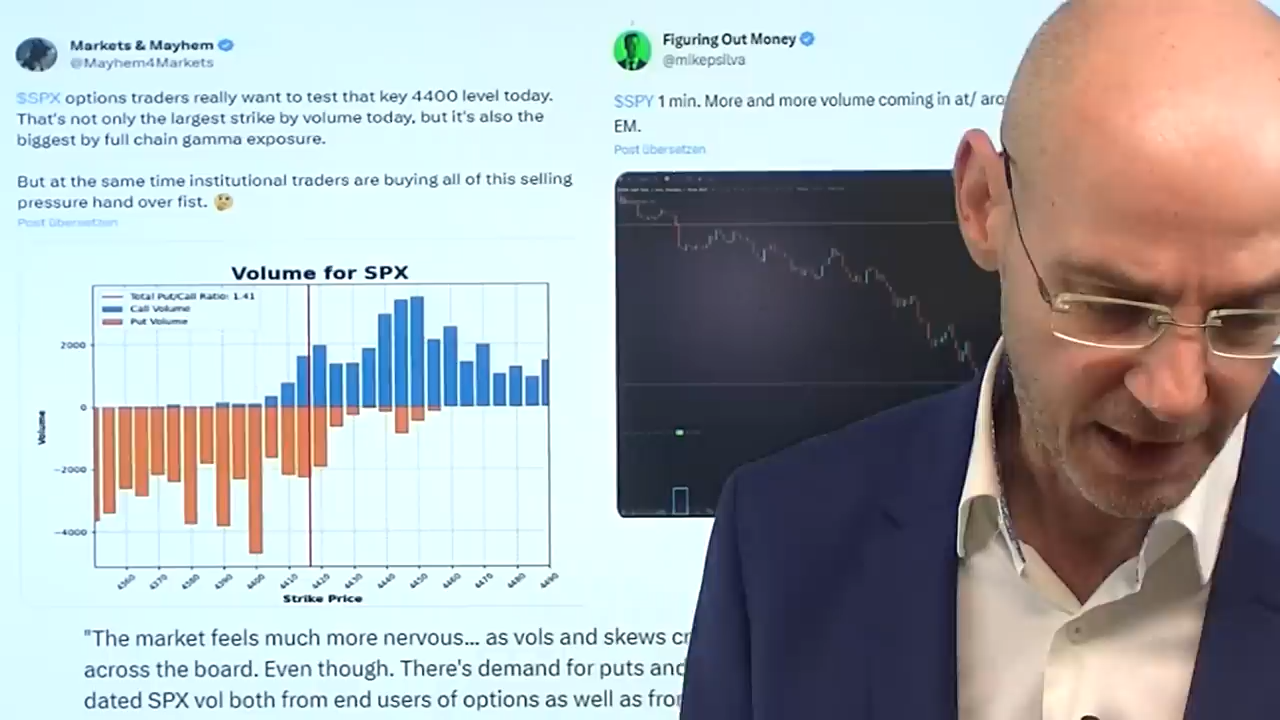 Markets & Mayhem
@Mayhem4Markets
$SPX options traders really want to test that key 4400 level today.
That's not only the largest strike by volume today, but it's also the
biggest by full chain gamma exposure.
But at the same time institutional traders are buying all of this selling
pressure hand over fist. 🤔
Post übersetzen
Volume for SPX
Total Put/Call Ratio: 1.41
Call Volume
Put Volume
2000
0
−2000
−4000
Volume
4360 4370 4380 4390 4400 4410 4420 4430 4440 4450 4460 4470 4480 4490
Strike Price
Figuring Out Money
@mikepsilva
$SPY 1 min. More and more volume coming in at/
EM.
Post übersetzen
"The market feels much more nervous... as vols and skews
across the board. Even though. There's demand for puts and
dated SPX vol both from end users of options as well as